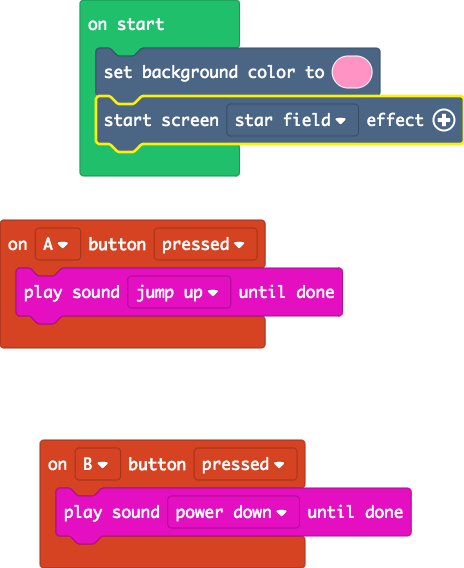 on start
set background color to
start screen star field effect
on A button pressed
play sound jump up until done
on B button pressed
play sound power down until done